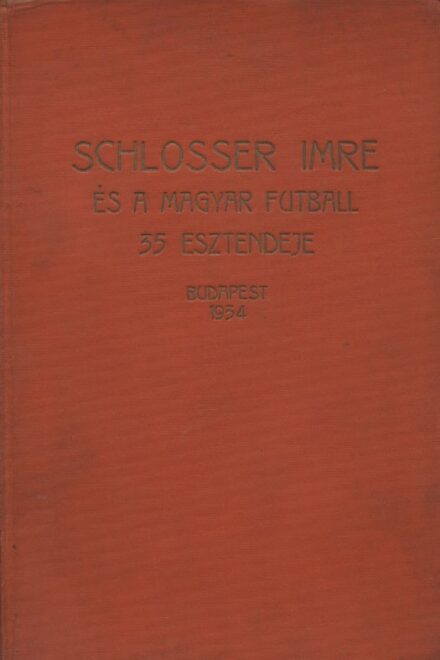 SCHLOSSER IMRE
ÉS A MAGYAR FUTBALL
35 ESZTENDEJE
BUDAPEST
1934